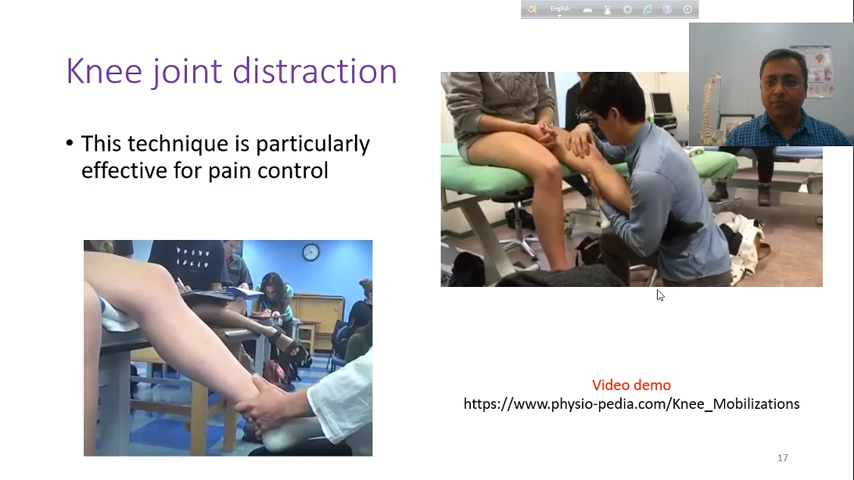 English
Knee joint distraction
• This technique is particularly
effective for pain control
Video demo
https://www.physio-pedia.com/Knee_Mobilizations
17